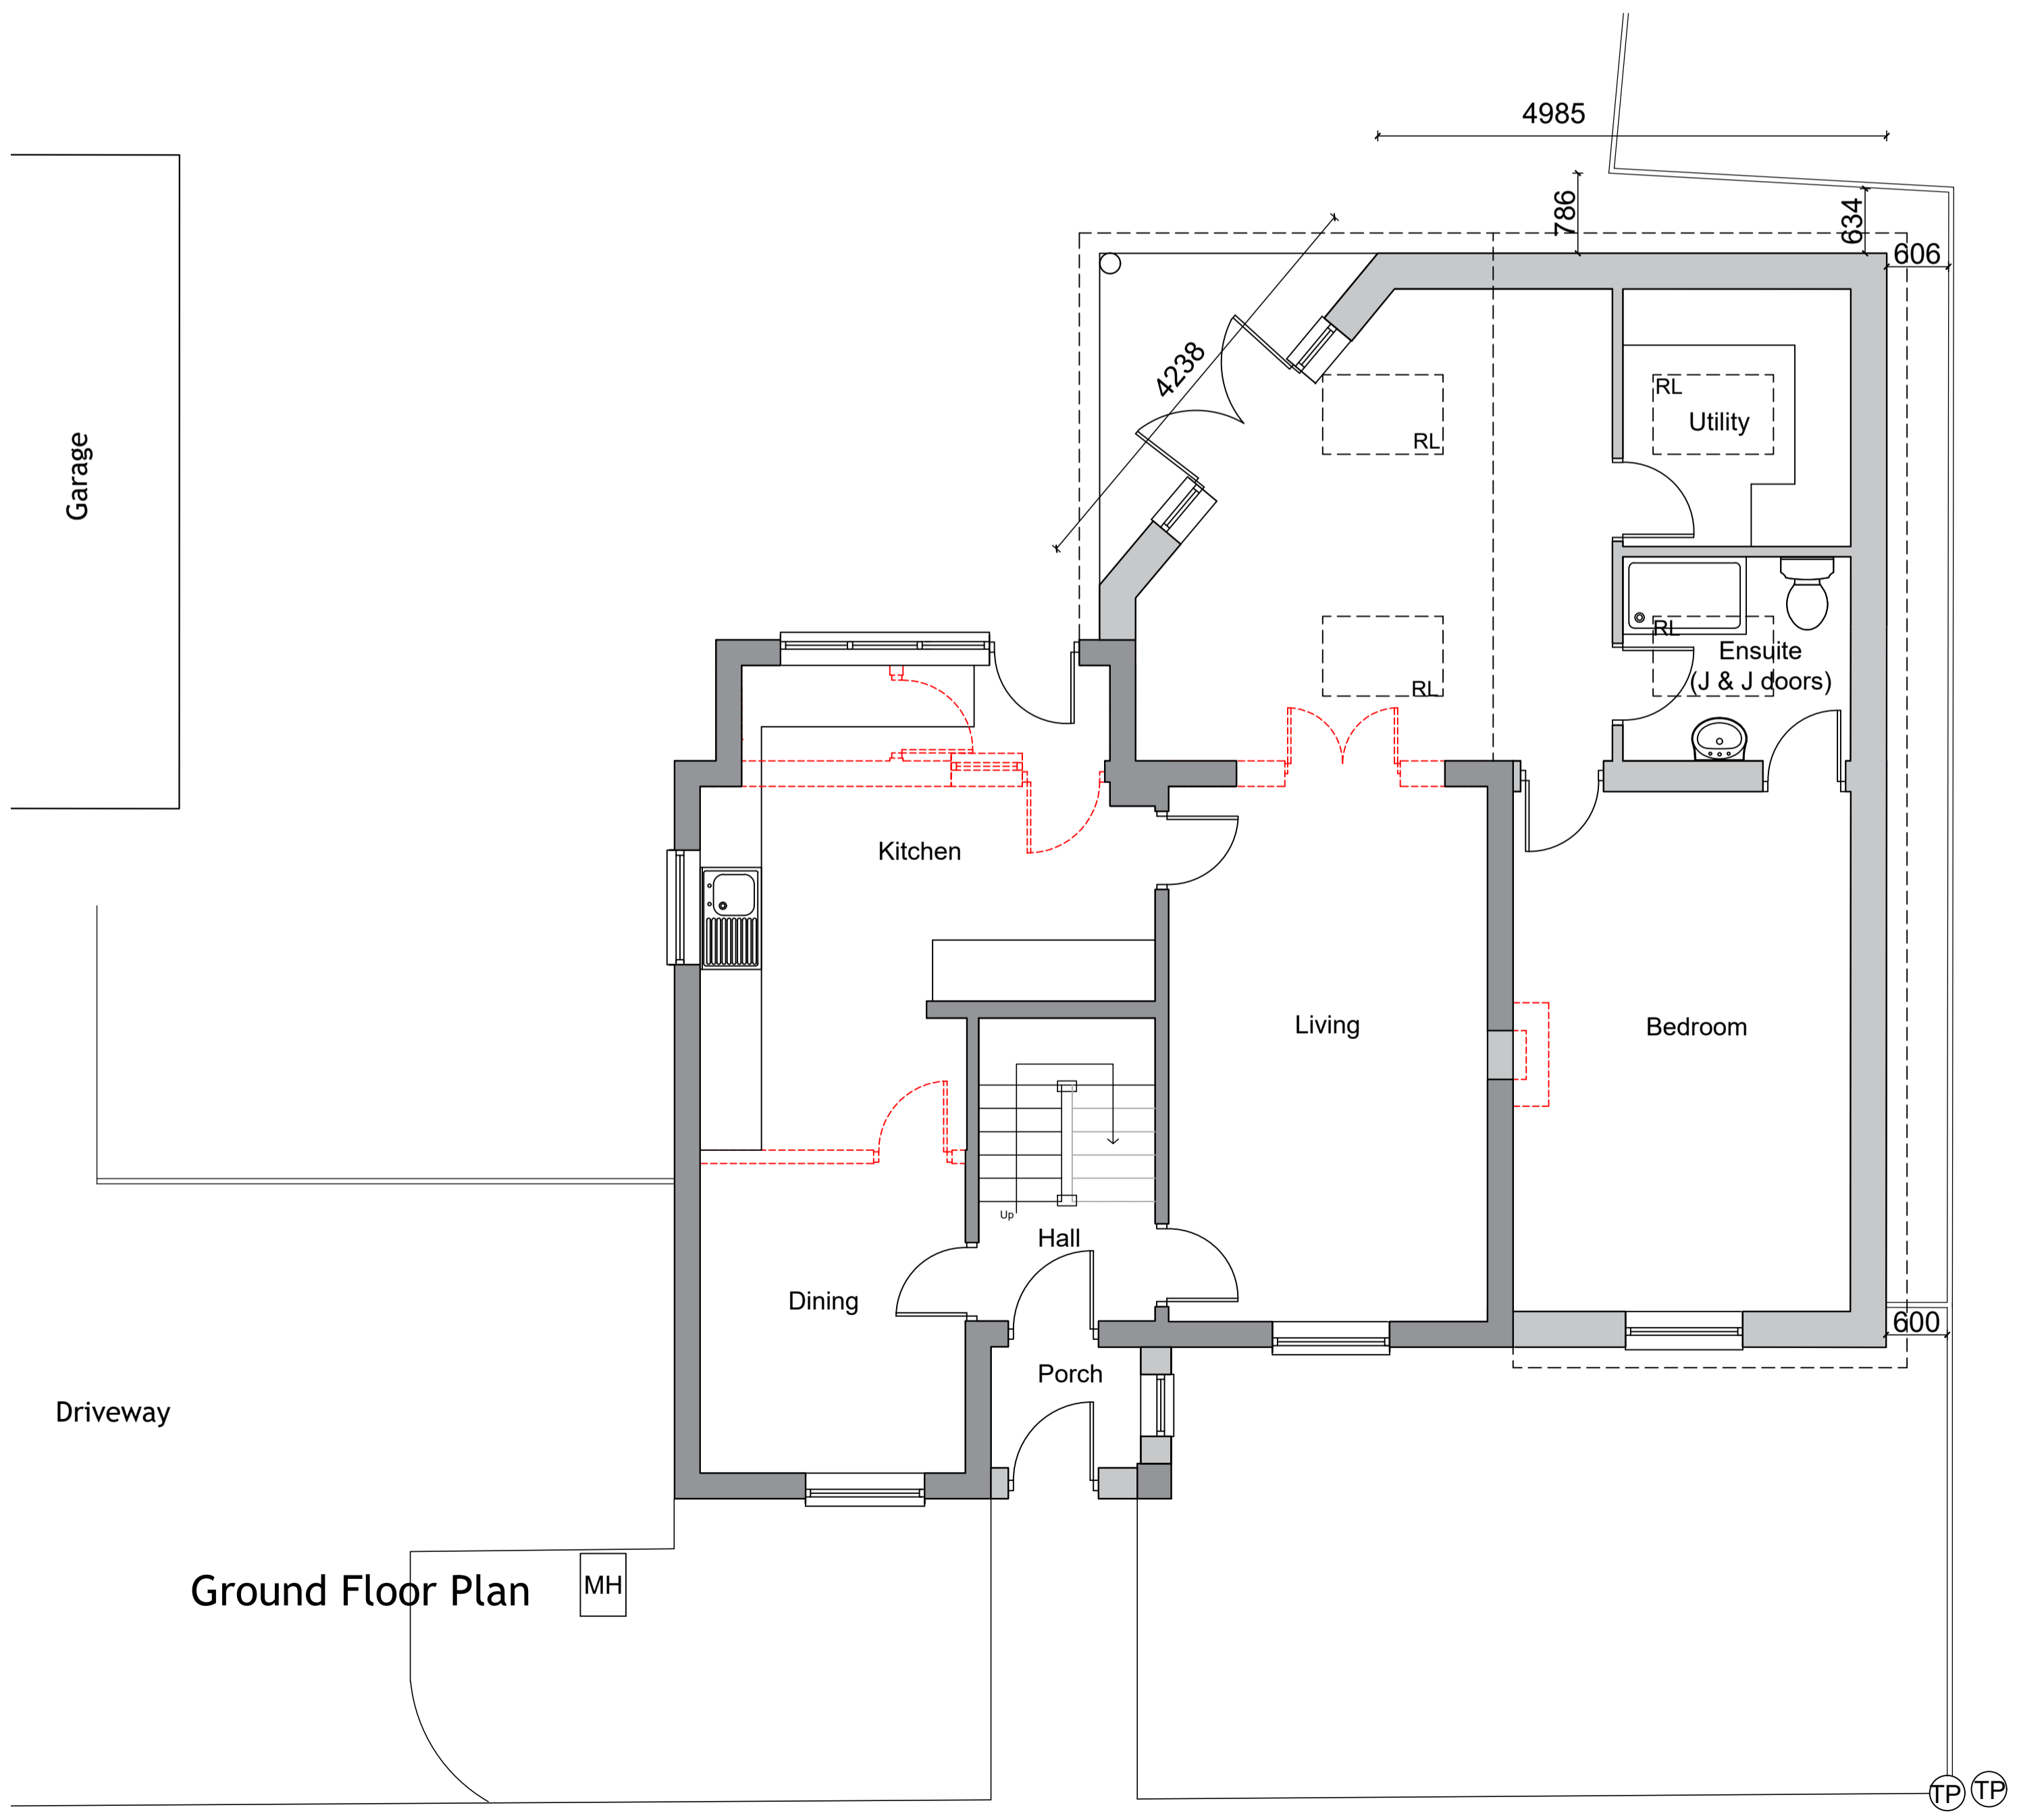 4985
786
634
606
4238
Garage
RL
Utility
RL
RL
Ensuite
(J & J doors)
RL
Kitchen
Living
Bedroom
Up
Hall
Dining
600
Porch
Driveway
Ground Floor Plan
MH
TP
TP